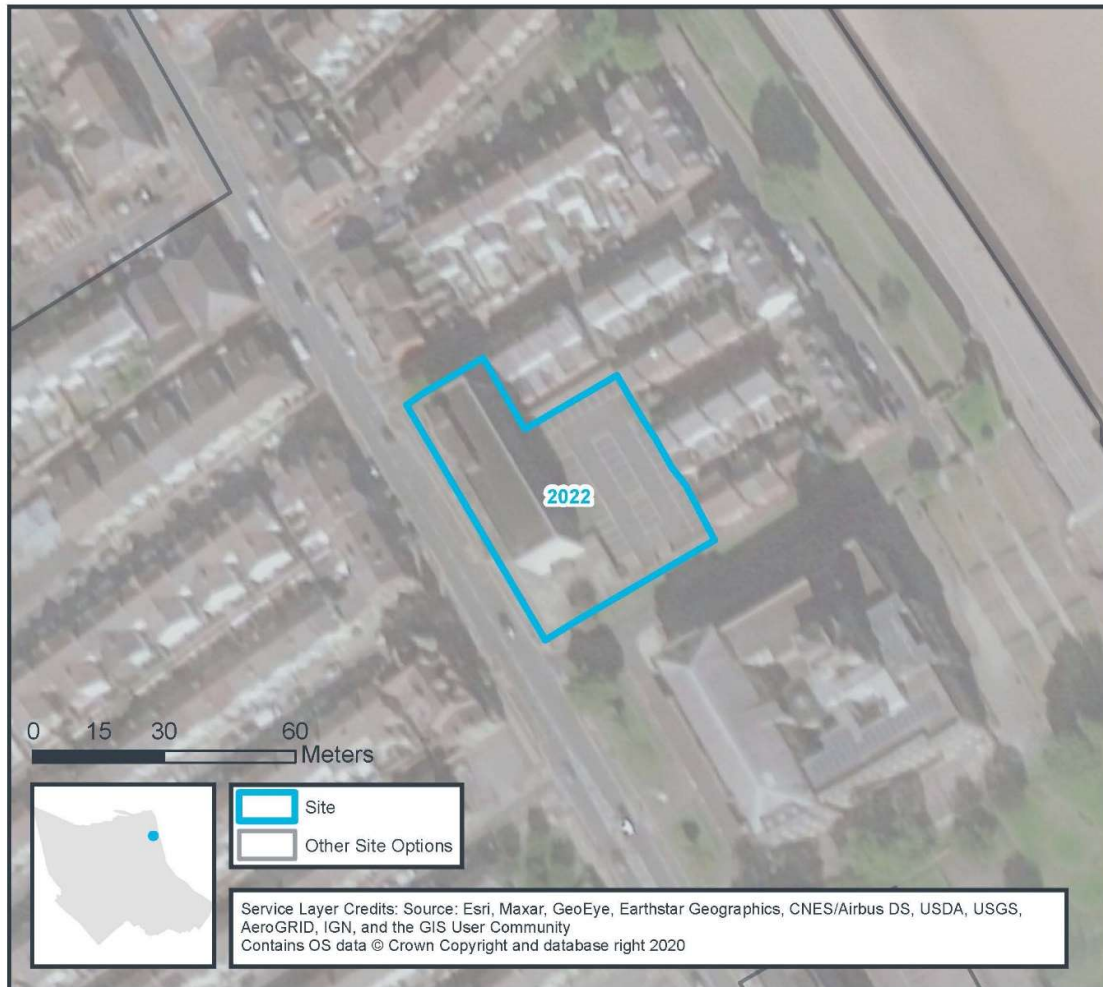 2022
0 15 30 60
Meters
Site
Other Site Options
Service Layer Credits: Source: Esri, Maxar, GeoEye, Earthstar Geographics, CNES/Airbus DS, USDA, USGS,
AeroGRID, IGN, and the GIS User Community
Contains OS data © Crown Copyright and database right 2020